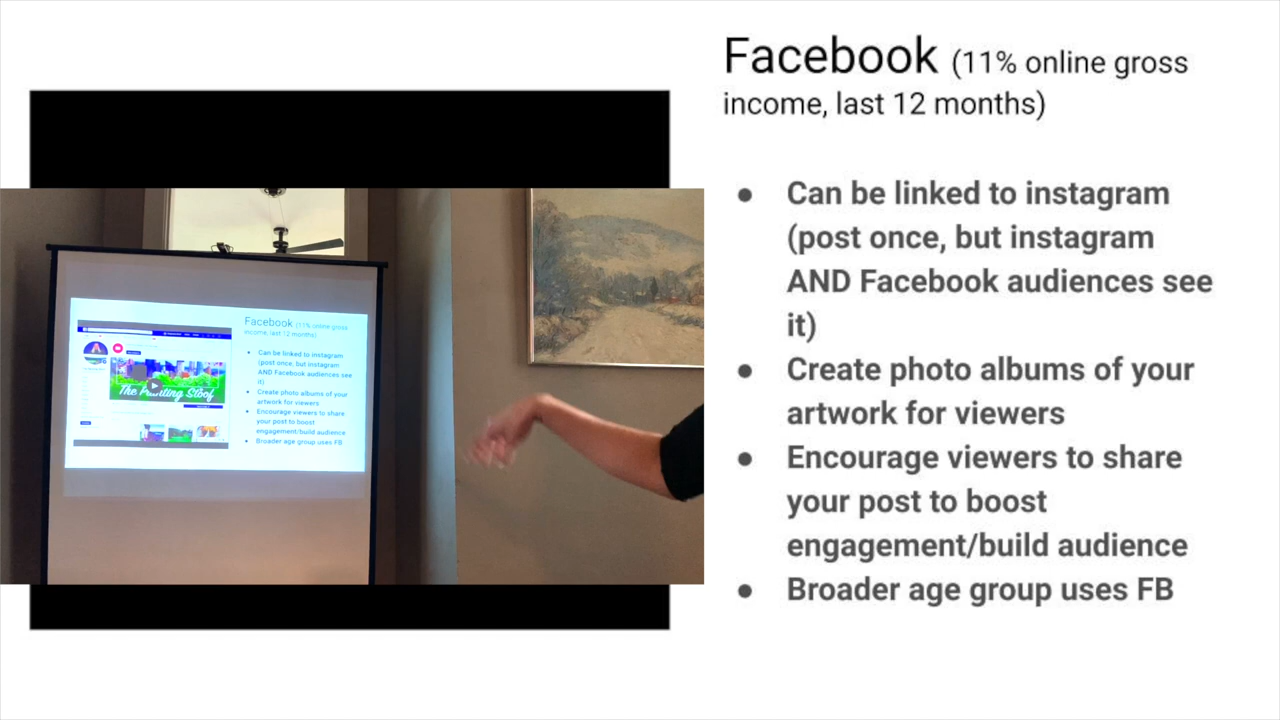 Facebook (11% online gross
income, last 12 months)
● Can be linked to instagram
(post once, but instagram
AND Facebook audiences see
it)
● Create photo albums of your
artwork for viewers
● Encourage viewers to share
your post to boost
engagement/build audience
● Broader age group uses FB
Facebook (11% online gross
income, last 12 months)
• Can be linked to instagram
(post once, but instagram
AND Facebook audiences see
it)
• Create photo albums of your
artwork for viewers
• Encourage viewers to share
your post to boost
engagement/build audience
• Broader age group uses FB
The Painting Stoof